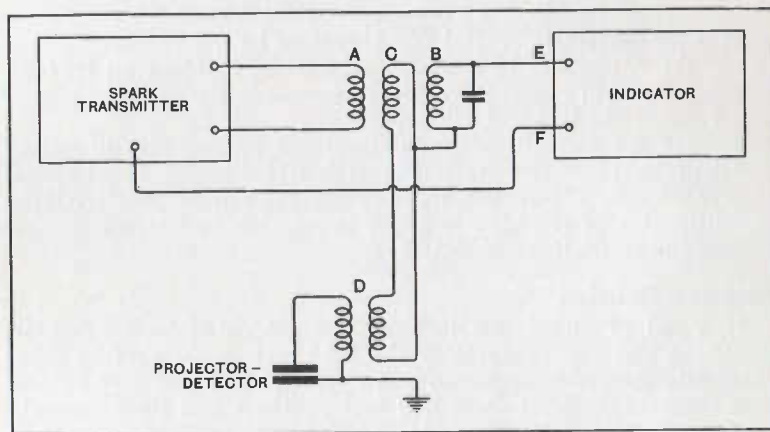 A C B E
SPARK
TRANSMITTER
INDICATOR
F
D
PROJECTOR –
DETECTOR